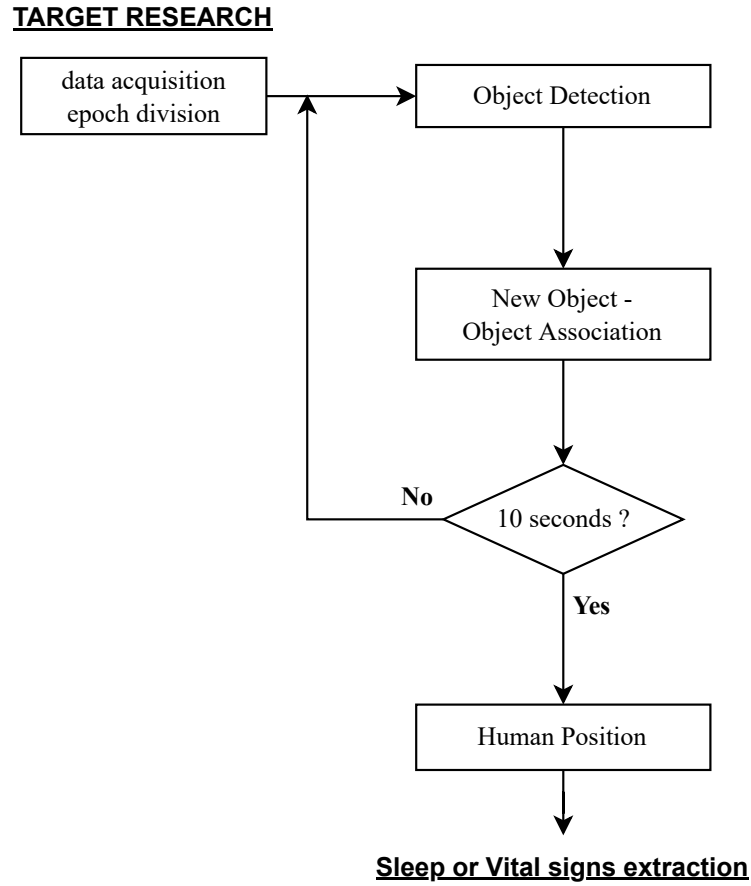 TARGET RESEARCH
data acquisition
epoch division
Object Detection
New Object -
Object Association
No
10 seconds ?
Yes
Human Position
Sleep or Vital signs extraction